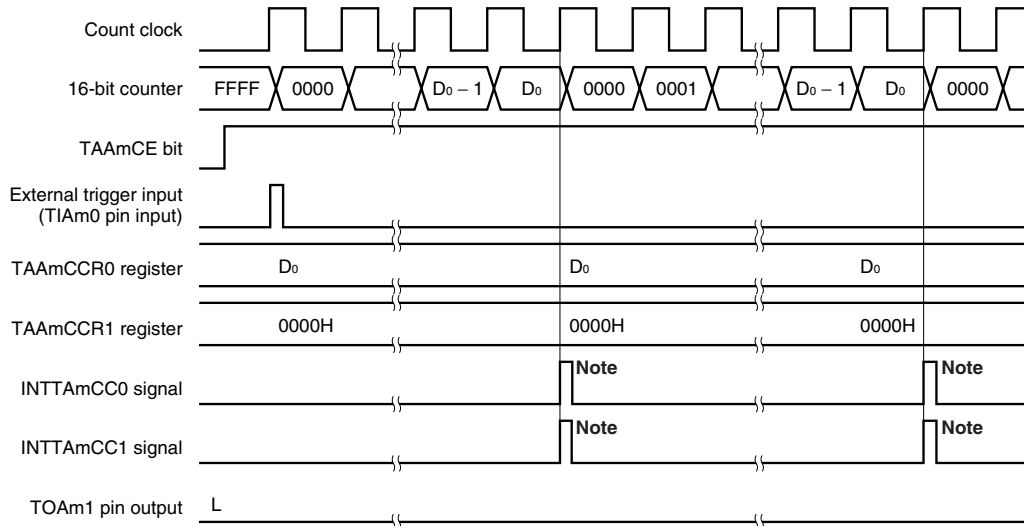 Count clock
16-bit counter FFFF 0000 D0 – 1 D0 0000 0001 D0 – 1 D0 0000
TAAmCE bit
External trigger input
(TIAm0 pin input)
TAAmCCR0 register D0 D0 D0
TAAmCCR1 register 0000H 0000H 0000H
INTTAmCC0 signal Note Note
INTTAmCC1 signal Note Note
TOAm1 pin output L